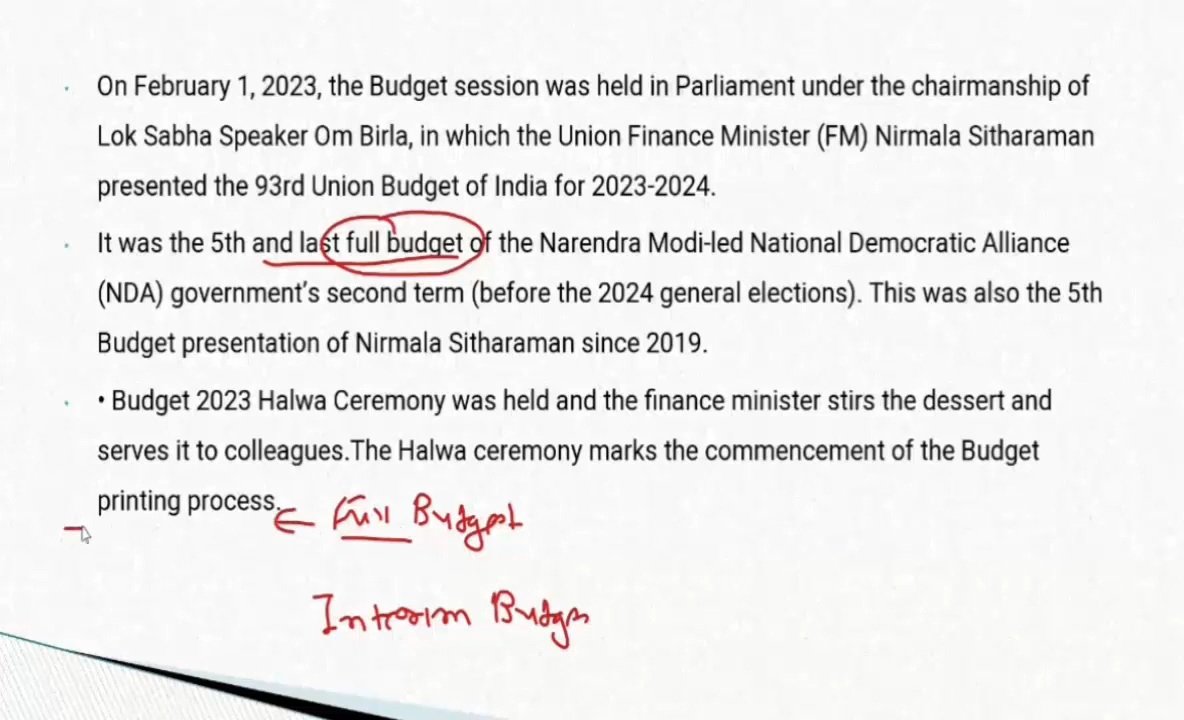 On February 1, 2023, the Budget session was held in Parliament under the chairmanship of
Lok Sabha Speaker Om Birla, in which the Union Finance Minister (FM) Nirmala Sitharaman
presented the 93rd Union Budget of India for 2023-2024.
It was the 5th and last full budget of the Narendra Modi-led National Democratic Alliance
(NDA) government's second term (before the 2024 general elections). This was also the 5th
Budget presentation of Nirmala Sitharaman since 2019.
• Budget 2023 Halwa Ceremony was held and the finance minister stirs the dessert and
serves it to colleagues.The Halwa ceremony marks the commencement of the Budget
printing process.
Full Budget
Interim Budge